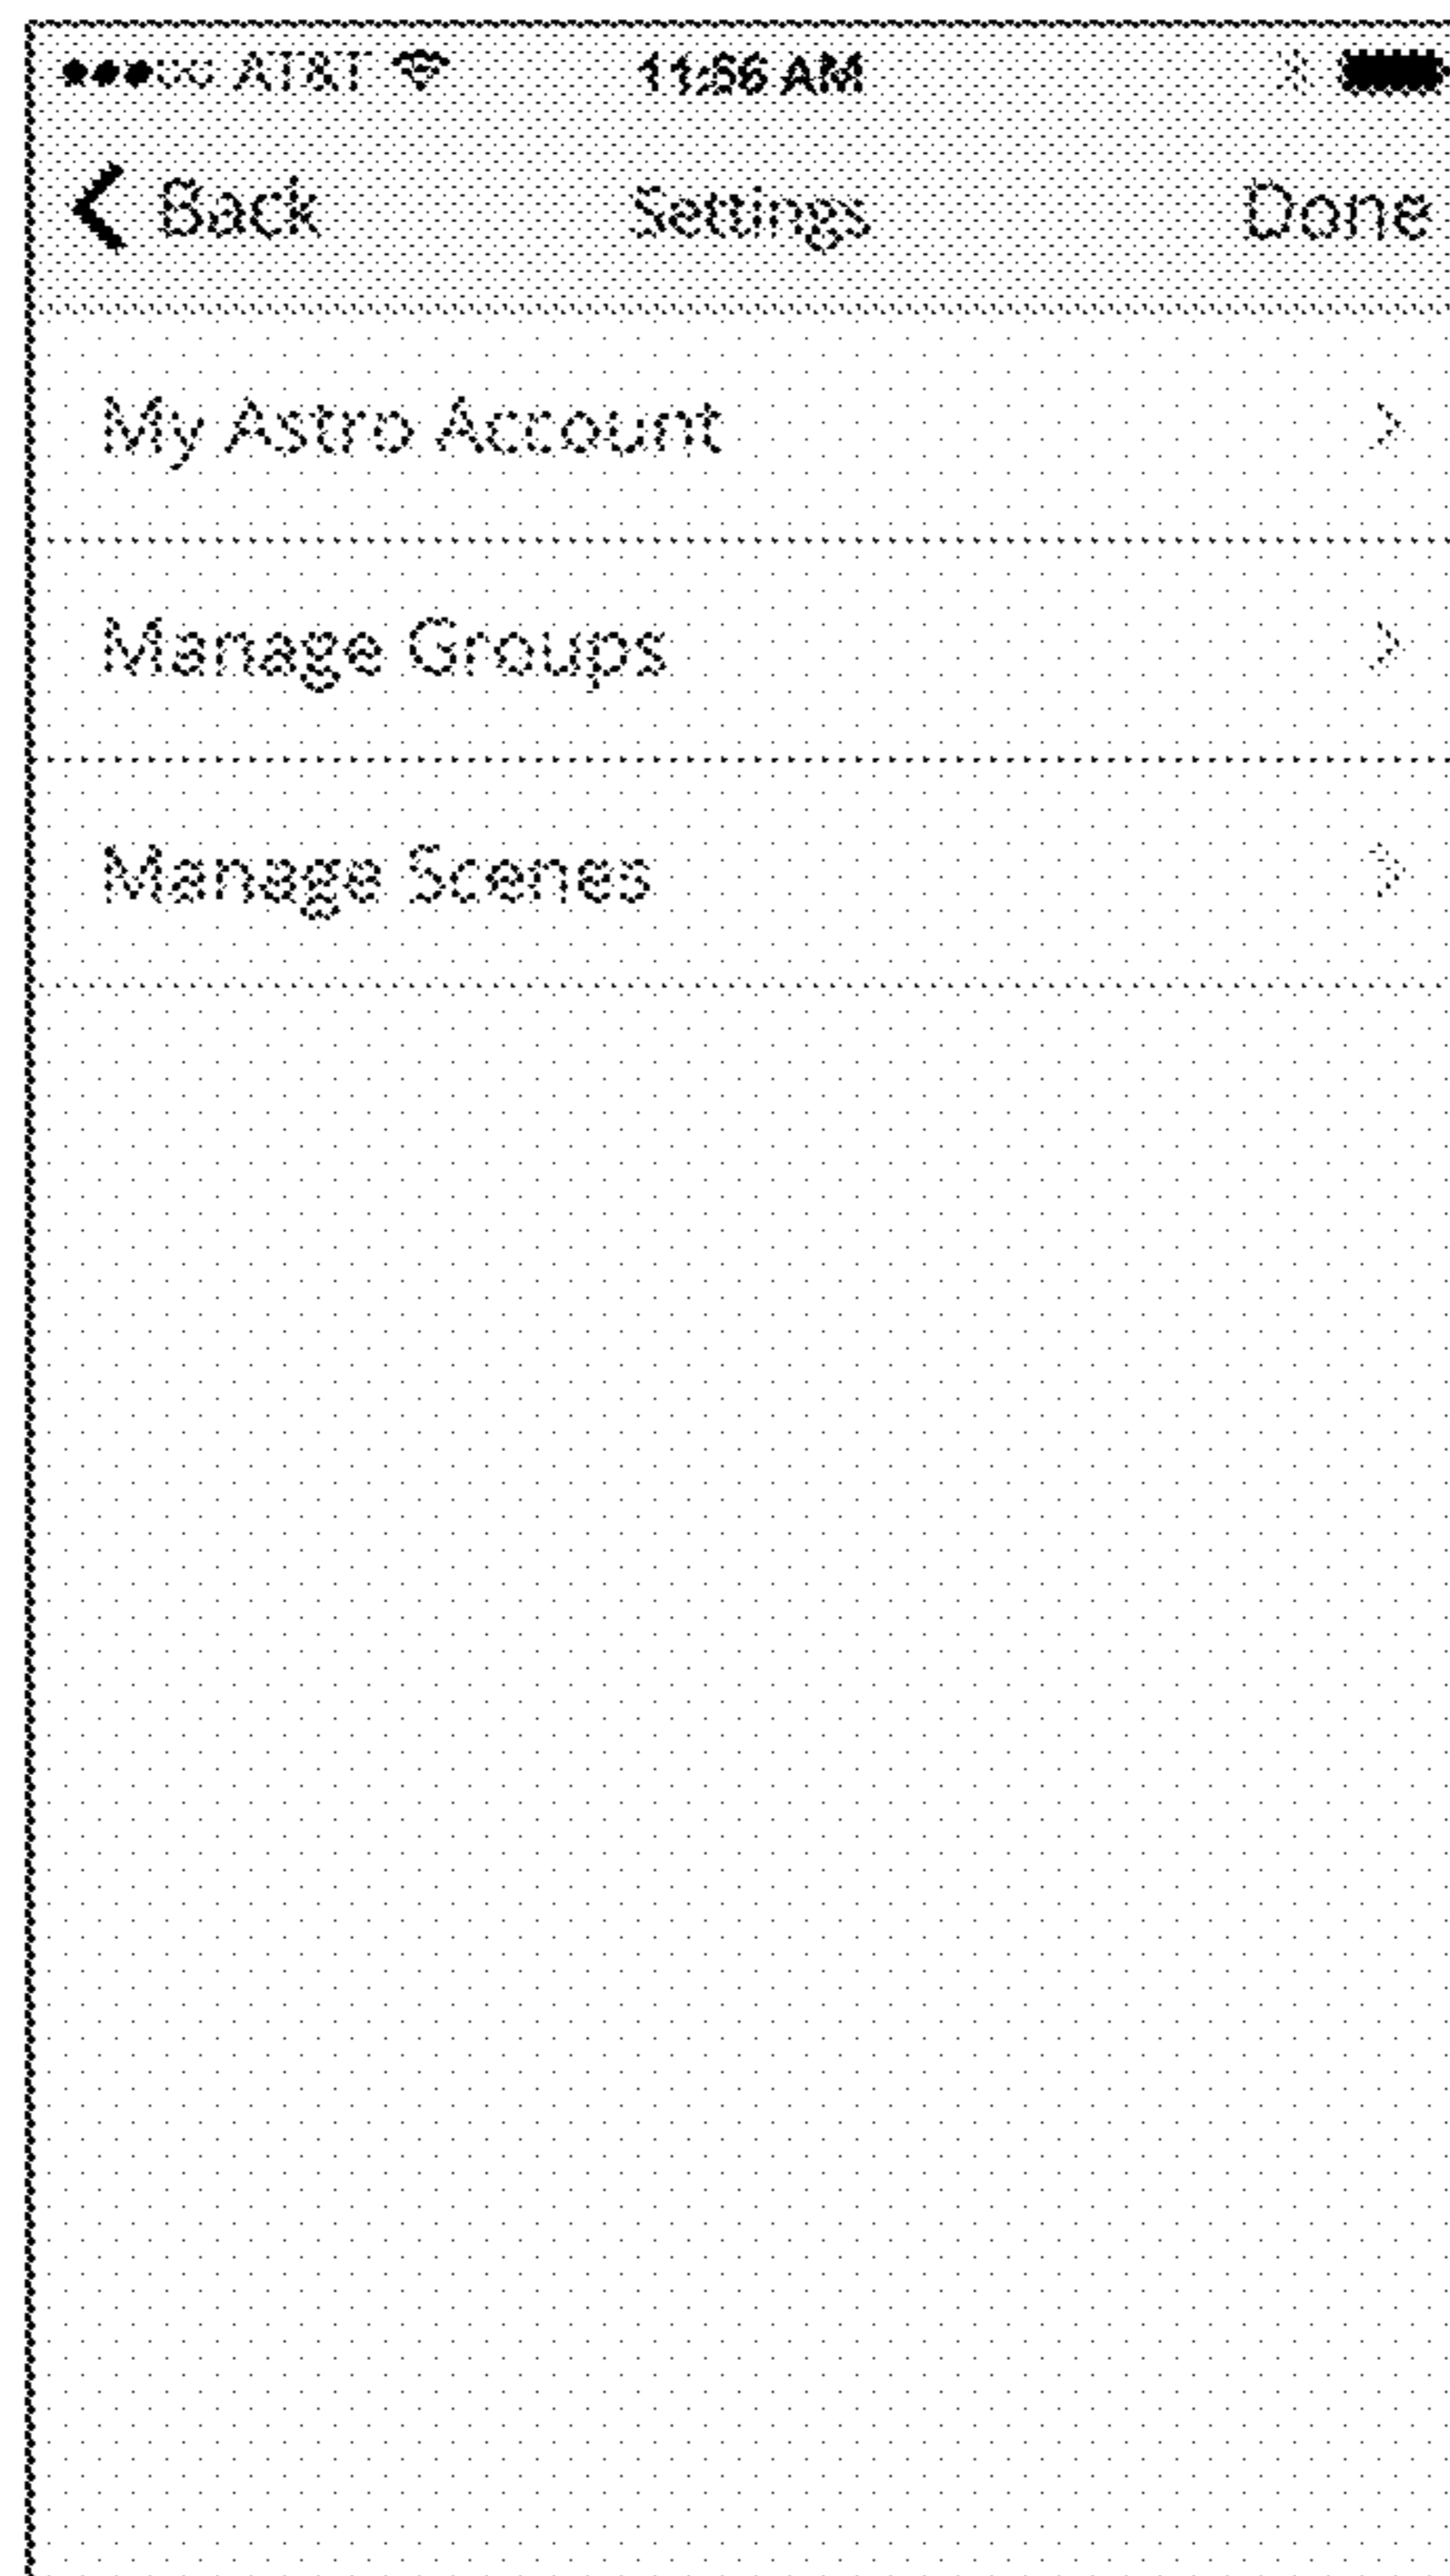 AT&T 11:56 AM
Back Settings Done
My Astro Account
Manage Groups
Manage Scenes